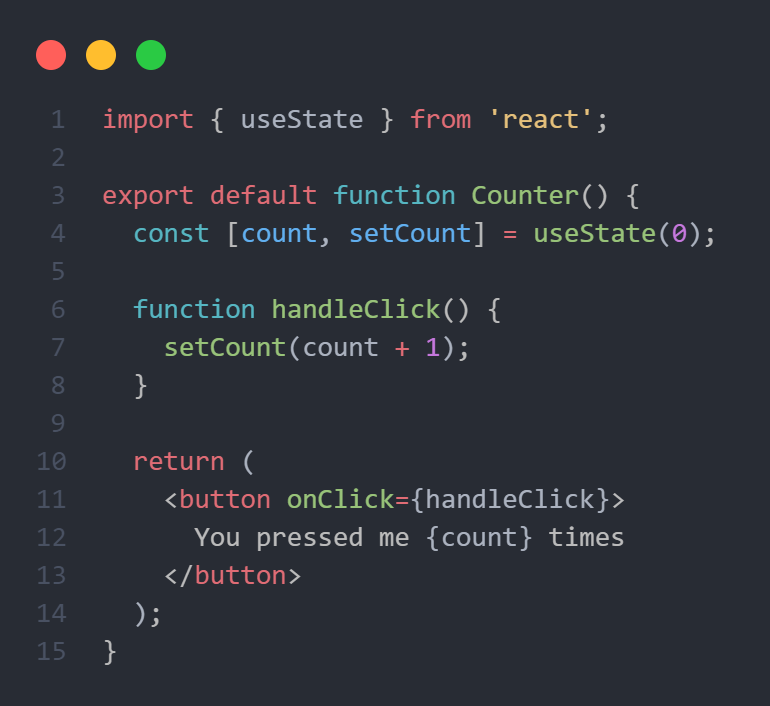 1 import { useState } from 'react';
2
3 export default function Counter() {
4   const [count, setCount] = useState(0);
5
6   function handleClick() {
7     setCount(count + 1);
8   }
9
10   return (
11     <button onClick={handleClick}>
12       You pressed me {count} times
13     </button>
14   );
15 }